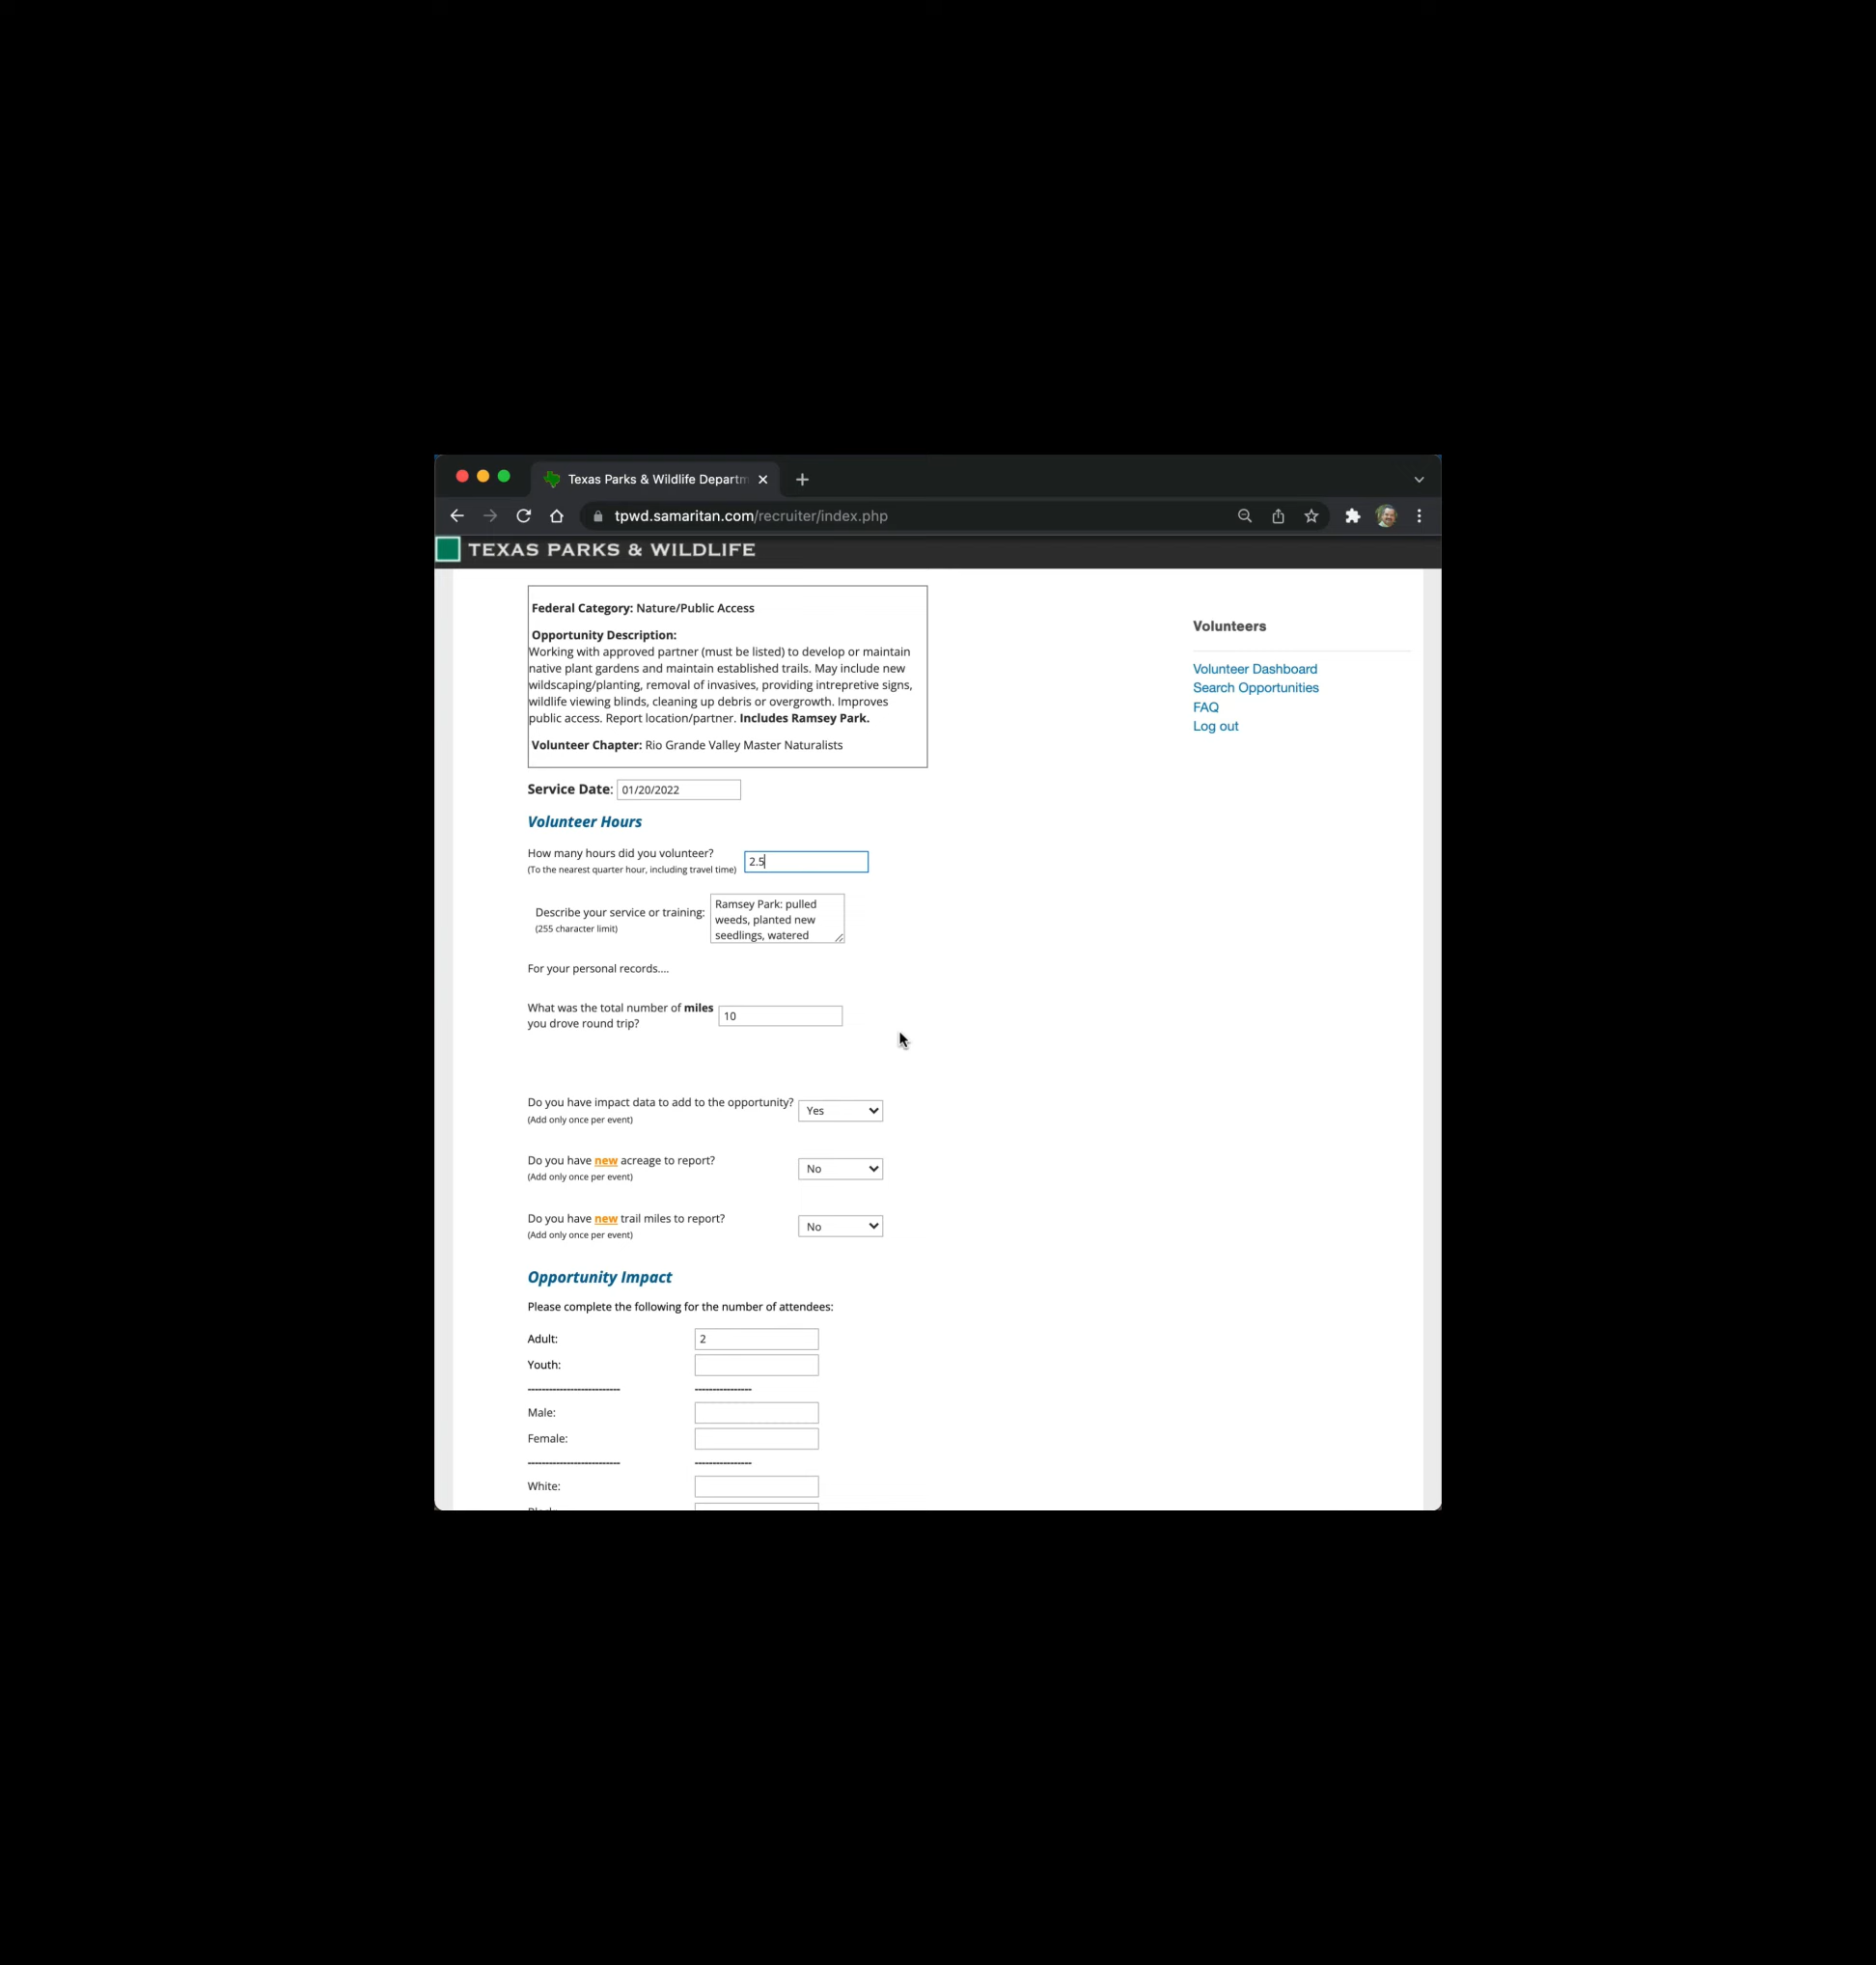 Texas Parks & Wildlife Departm
tpwd.samaritan.com/recruiter/index.php
TEXAS PARKS & WILDLIFE
Federal Category: Nature/Public Access
Opportunity Description:
Working with approved partner (must be listed) to develop or maintain
native plant gardens and maintain established trails. May include new
wildscaping/planting, removal of invasives, providing intrepretive signs,
wildlife viewing blinds, cleaning up debris or overgrowth. Improves
public access. Report location/partner. Includes Ramsey Park.
Volunteer Chapter: Rio Grande Valley Master Naturalists
Volunteers
Volunteer Dashboard
Search Opportunities
FAQ
Log out
Service Date: 01/20/2022
Volunteer Hours
How many hours did you volunteer? 2.5
(To the nearest quarter hour, including travel time)
Describe your service or training:
(255 character limit)
Ramsey Park: pulled
weeds, planted new
seedlings, watered
For your personal records....
What was the total number of miles
you drove round trip?
10
Do you have impact data to add to the opportunity? Yes
(Add only once per event)
Do you have new acreage to report? No
(Add only once per event)
Do you have new trail miles to report? No
(Add only once per event)
Opportunity Impact
Please complete the following for the number of attendees:
Adult: 2
Youth:
-------------------------- ----------------
Male:
Female:
-------------------------- ----------------
White: